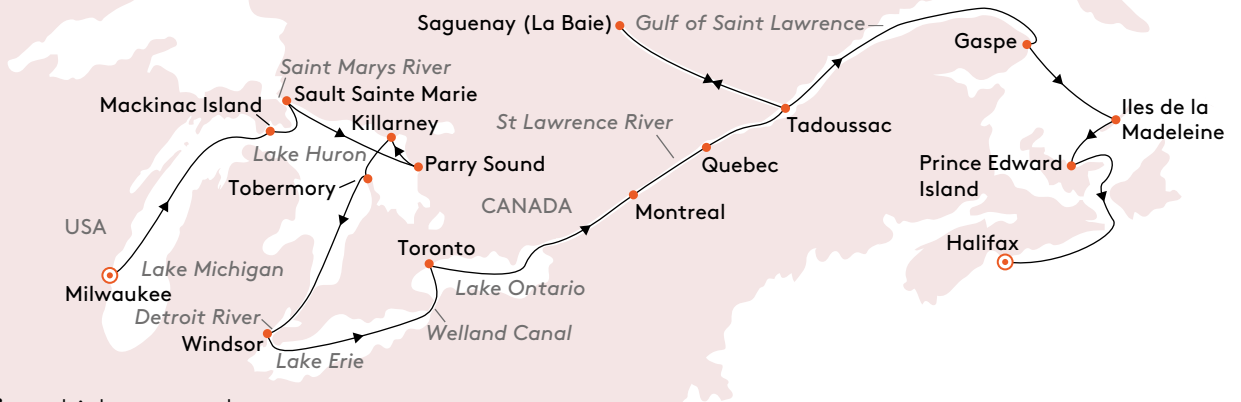 Saguenay (La Baie)
Gulf of Saint Lawrence
Gaspe
Saint Marys River
Sault Sainte Marie
Mackinac Island
Killarney
Iles de la
Madeleine
St Lawrence River
Tadoussac
Lake Huron
Parry Sound
Quebec
Prince Edward
Island
Tobermory
CANADA
Montreal
USA
Toronto
Halifax
Lake Michigan
Milwaukee
Lake Ontario
Detroit River
Windsor
Welland Canal
Lake Erie